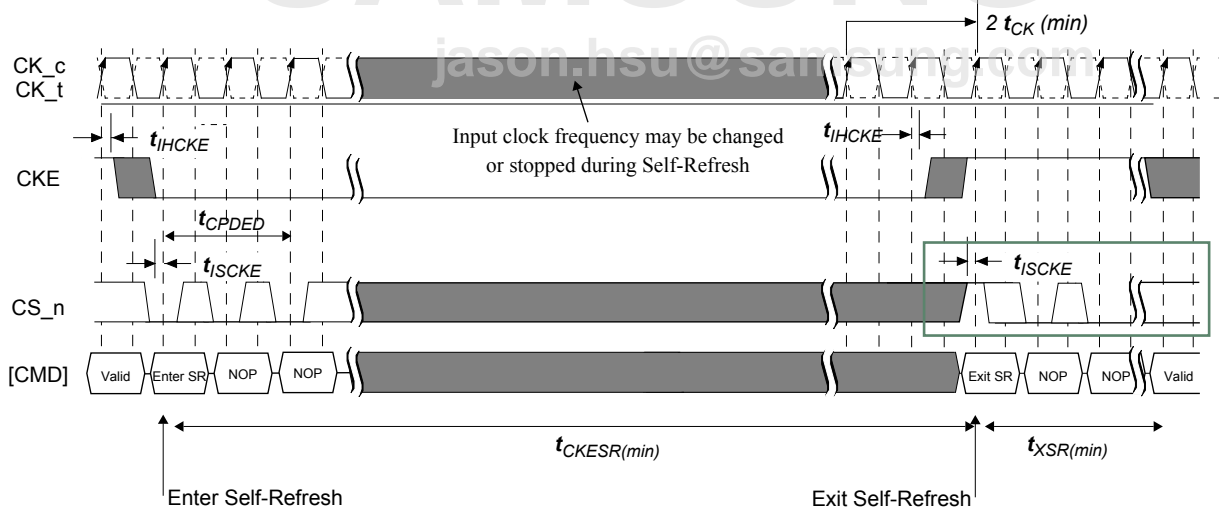 SAMSUNG
2 tCK (min)
jason.hsu@samsung.com
CK_c
CK_t
tIHCKE
Input clock frequency may be changed
or stopped during Self-Refresh
tIHCKE
CKE
tCPDED
tISCKE
tISCKE
CS_n
[CMD]
Valid
Enter SR
NOP
NOP
Exit SR
NOP
NOP
Valid
tCKESR(min)
tXSR(min)
Enter Self-Refresh
Exit Self-Refresh